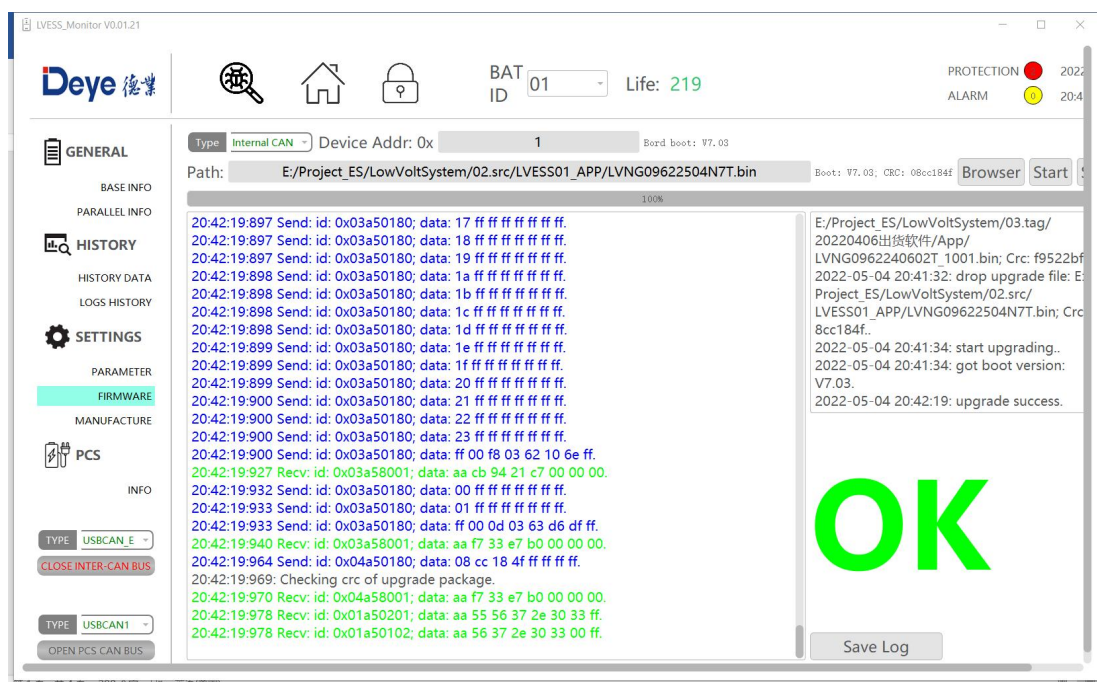 LVESS_Monitor V0.01.21
Deye 德業
BAT ID 01 Life: 219
PROTECTION 2022
ALARM 0 20:4
GENERAL
BASE INFO
PARALLEL INFO
HISTORY
HISTORY DATA
LOGS HISTORY
SETTINGS
PARAMETER
FIRMWARE
MANUFACTURE
PCS
INFO
TYPE USBCAN_E
CLOSE INTER-CAN BUS
TYPE USBCAN1
OPEN PCS CAN BUS
Type Internal CAN Device Addr: 0x 1 Bord boot: V7.03
Path: E:/Project_ES/LowVoltSystem/02.src/LVESS01_APP/LVNG09622504N7T.bin Boot: V7.03; CRC: 08cc184f Browser Start
100%
20:42:19:897 Send: id: 0x03a50180; data: 17 ff ff ff ff ff ff ff.
20:42:19:897 Send: id: 0x03a50180; data: 18 ff ff ff ff ff ff ff.
20:42:19:897 Send: id: 0x03a50180; data: 19 ff ff ff ff ff ff ff.
20:42:19:898 Send: id: 0x03a50180; data: 1a ff ff ff ff ff ff ff.
20:42:19:898 Send: id: 0x03a50180; data: 1b ff ff ff ff ff ff ff.
20:42:19:898 Send: id: 0x03a50180; data: 1c ff ff ff ff ff ff ff.
20:42:19:898 Send: id: 0x03a50180; data: 1d ff ff ff ff ff ff ff.
20:42:19:899 Send: id: 0x03a50180; data: 1e ff ff ff ff ff ff ff.
20:42:19:899 Send: id: 0x03a50180; data: 1f ff ff ff ff ff ff ff.
20:42:19:899 Send: id: 0x03a50180; data: 20 ff ff ff ff ff ff ff.
20:42:19:900 Send: id: 0x03a50180; data: 21 ff ff ff ff ff ff ff.
20:42:19:900 Send: id: 0x03a50180; data: 22 ff ff ff ff ff ff ff.
20:42:19:900 Send: id: 0x03a50180; data: 23 ff ff ff ff ff ff ff.
20:42:19:900 Send: id: 0x03a50180; data: ff 00 f8 03 62 10 6e ff.
20:42:19:927 Recv: id: 0x03a58001; data: aa cb 94 21 c7 00 00 00.
20:42:19:932 Send: id: 0x03a50180; data: 00 ff ff ff ff ff ff ff.
20:42:19:933 Send: id: 0x03a50180; data: 01 ff ff ff ff ff ff ff.
20:42:19:933 Send: id: 0x03a50180; data: ff 00 0d 03 63 d6 df ff.
20:42:19:940 Recv: id: 0x03a58001; data: aa f7 33 e7 b0 00 00 00.
20:42:19:964 Send: id: 0x04a50180; data: 08 cc 18 4f ff ff ff ff.
20:42:19:969: Checking crc of upgrade package.
20:42:19:970 Recv: id: 0x04a58001; data: aa f7 33 e7 b0 00 00 00.
20:42:19:978 Recv: id: 0x01a50201; data: aa 55 56 37 2e 30 33 ff.
20:42:19:978 Recv: id: 0x01a50102; data: aa 56 37 2e 30 33 00 ff.
E:/Project_ES/LowVoltSystem/03.tag/
20220406出货软件/App/
LVNG0962240602T_1001.bin; Crc: f9522bf
2022-05-04 20:41:32: drop upgrade file: E:
Project_ES/LowVoltSystem/02.src/
LVESS01_APP/LVNG09622504N7T.bin; Crc
8cc184f..
2022-05-04 20:41:34: start upgrading..
2022-05-04 20:41:34: got boot version:
V7.03.
2022-05-04 20:42:19: upgrade success.
OK
Save Log